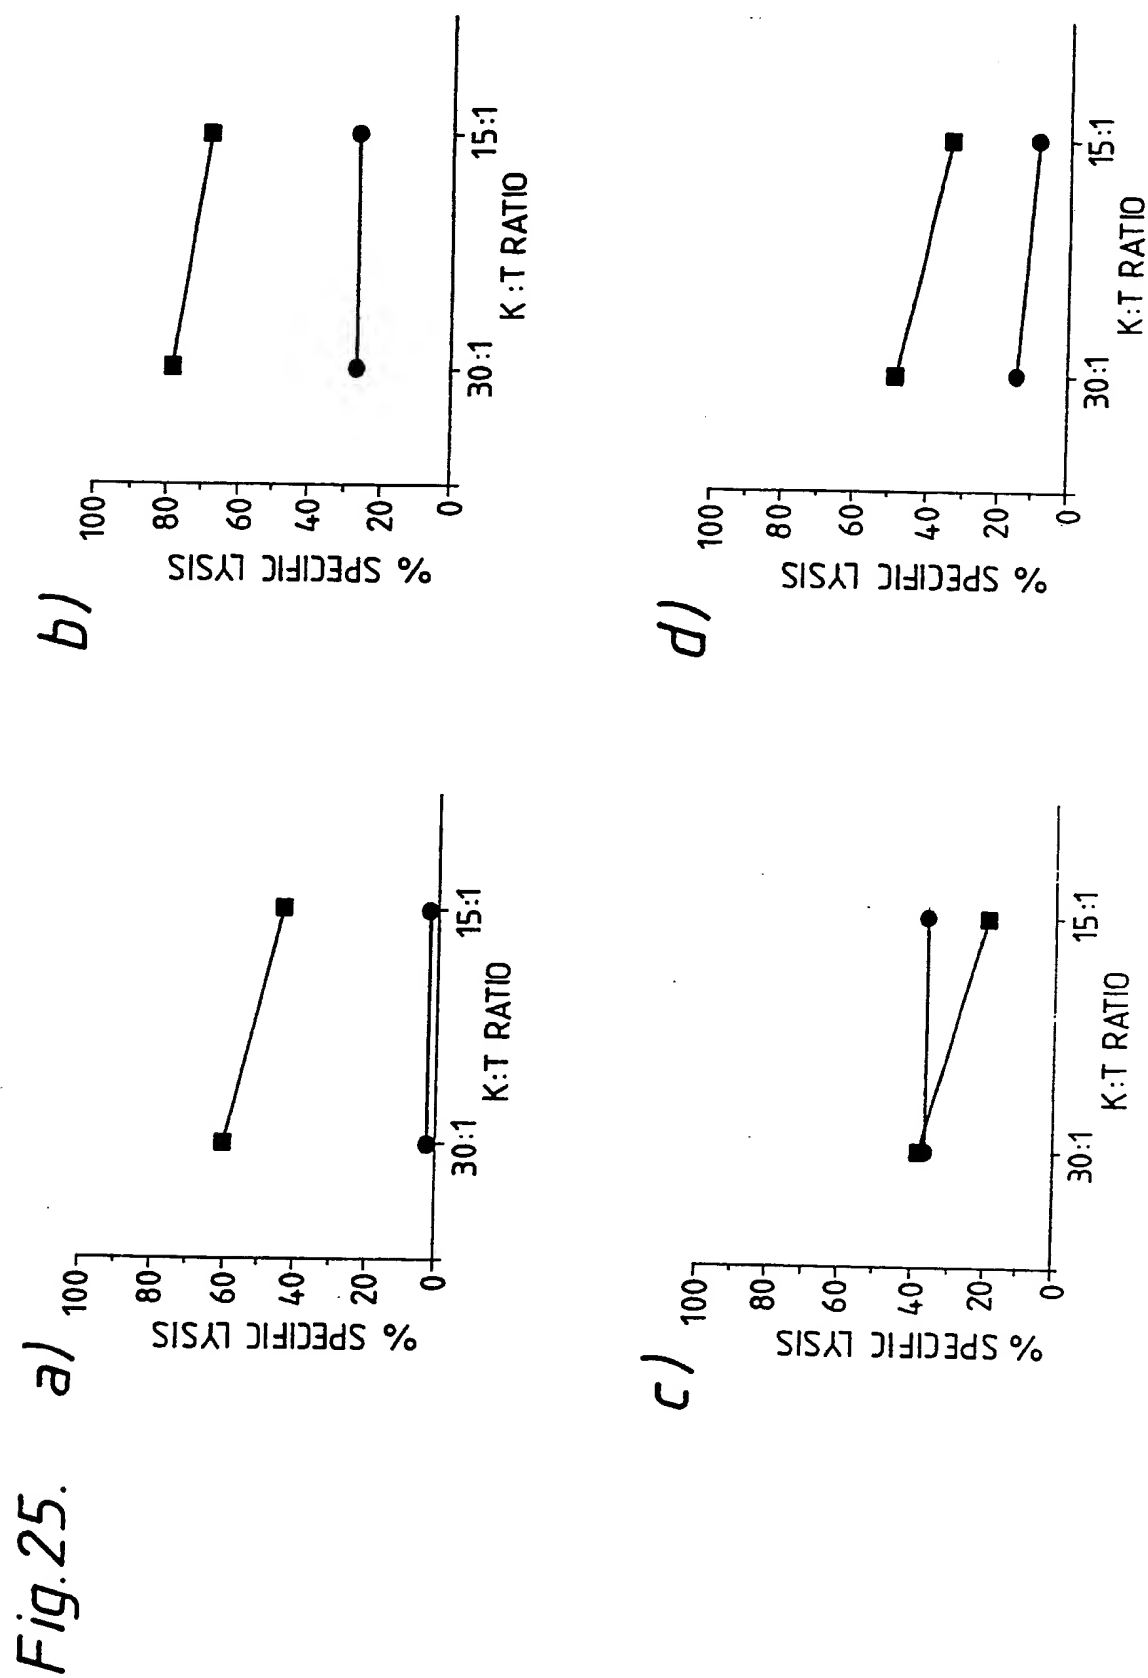 Fig.25.
a)
% SPECIFIC LYSIS
100
80
60
40
20
0
30:1
15:1
K:T RATIO
b)
% SPECIFIC LYSIS
100
80
60
40
20
0
30:1
15:1
K:T RATIO
c)
% SPECIFIC LYSIS
100
80
60
40
20
0
30:1
15:1
K:T RATIO
d)
% SPECIFIC LYSIS
100
80
60
40
20
0
30:1
15:1
K:T RATIO